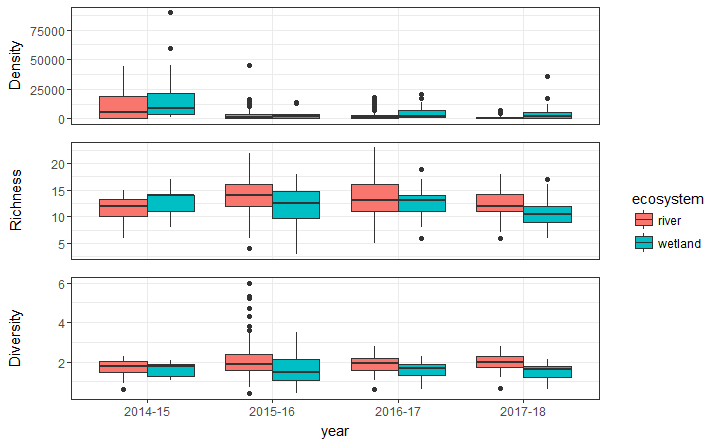 Density
75000
50000
25000
0
Richness
20
15
10
5
Diversity
6
4
2
2014-15
2015-16
2016-17
2017-18
year
ecosystem
river
wetland